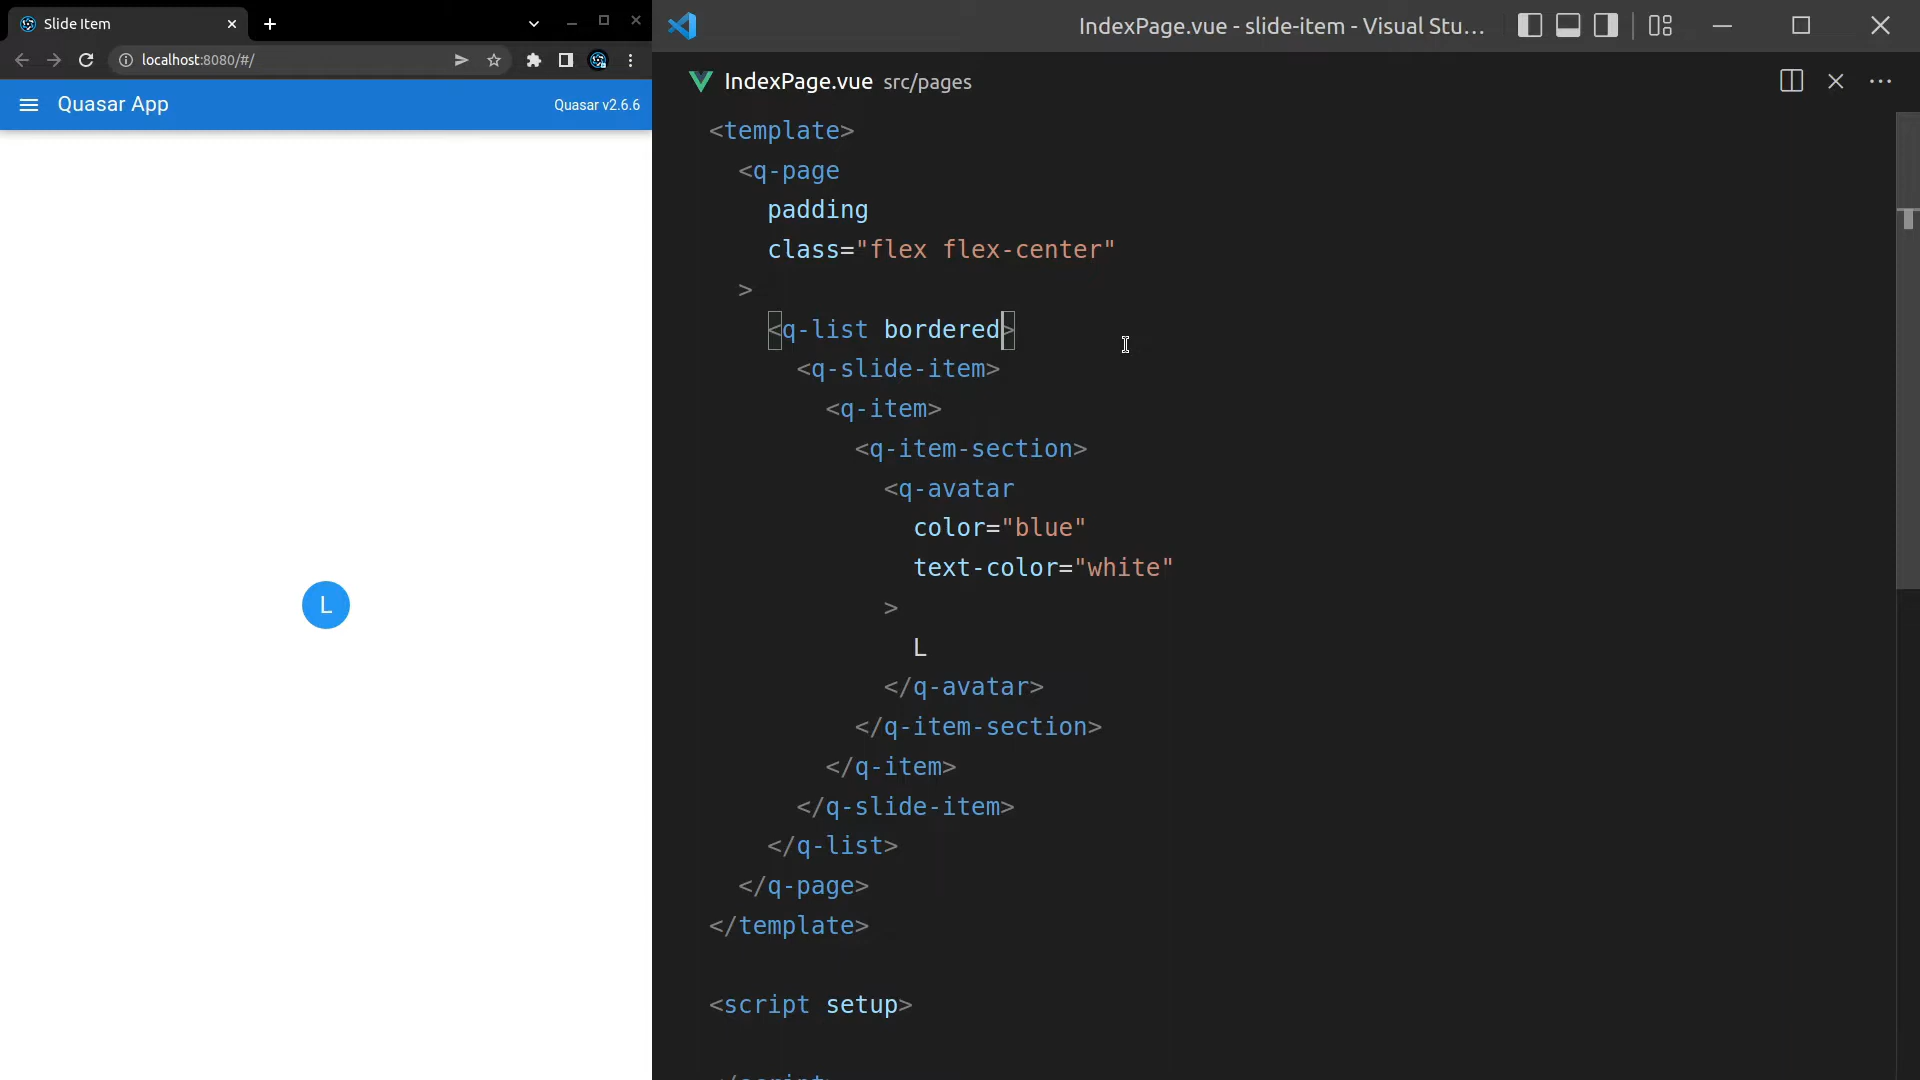 Slide Item
localhost:8080/#/
Quasar App
Quasar v2.6.6
L
IndexPage.vue - slide-item - Visual Stu...
IndexPage.vue src/pages
<template>
  <q-page
    padding
    class="flex flex-center"
  >
    <q-list bordered>
      <q-slide-item>
        <q-item>
          <q-item-section>
            <q-avatar
              color="blue"
              text-color="white"
            >
              L
            </q-avatar>
          </q-item-section>
        </q-item>
      </q-slide-item>
    </q-list>
  </q-page>
</template>
<script setup>